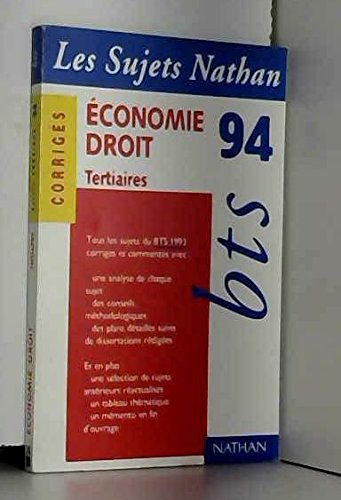 Les Sujets Nathan
CORRIGÉS
ÉCONOMIE
DROIT
94
Tertiaires
bts
Tous les sujets du BTS 1993
corrigés et commentés avec
une analyse de chaque
sujet
des conseils
méthodologiques
des plans détaillés suivis
de dissertations rédigées
Et en plus
une sélection de sujets
antérieurs réactualisés
un tableau thématique
un mémento en fin
d'ouvrage
NATHAN
ÉCONOMIE DROIT
94